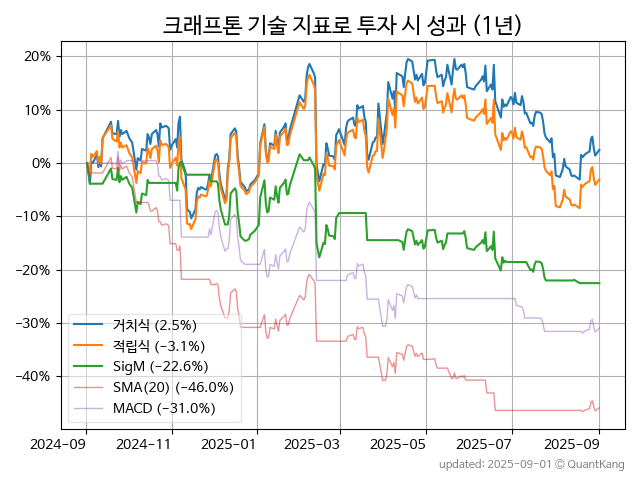 크래프톤 기술 지표로 투자 시 성과 (1년)
20%
10%
0%
−10%
−20%
−30%
−40%
거치식 (2.5%)
적립식 (−3.1%)
SigM (−22.6%)
SMA(20) (−46.0%)
MACD (−31.0%)
2024-09 2024-11 2025-01 2025-03 2025-05 2025-07 2025-09
updated: 2025-09-01 © QuantKang